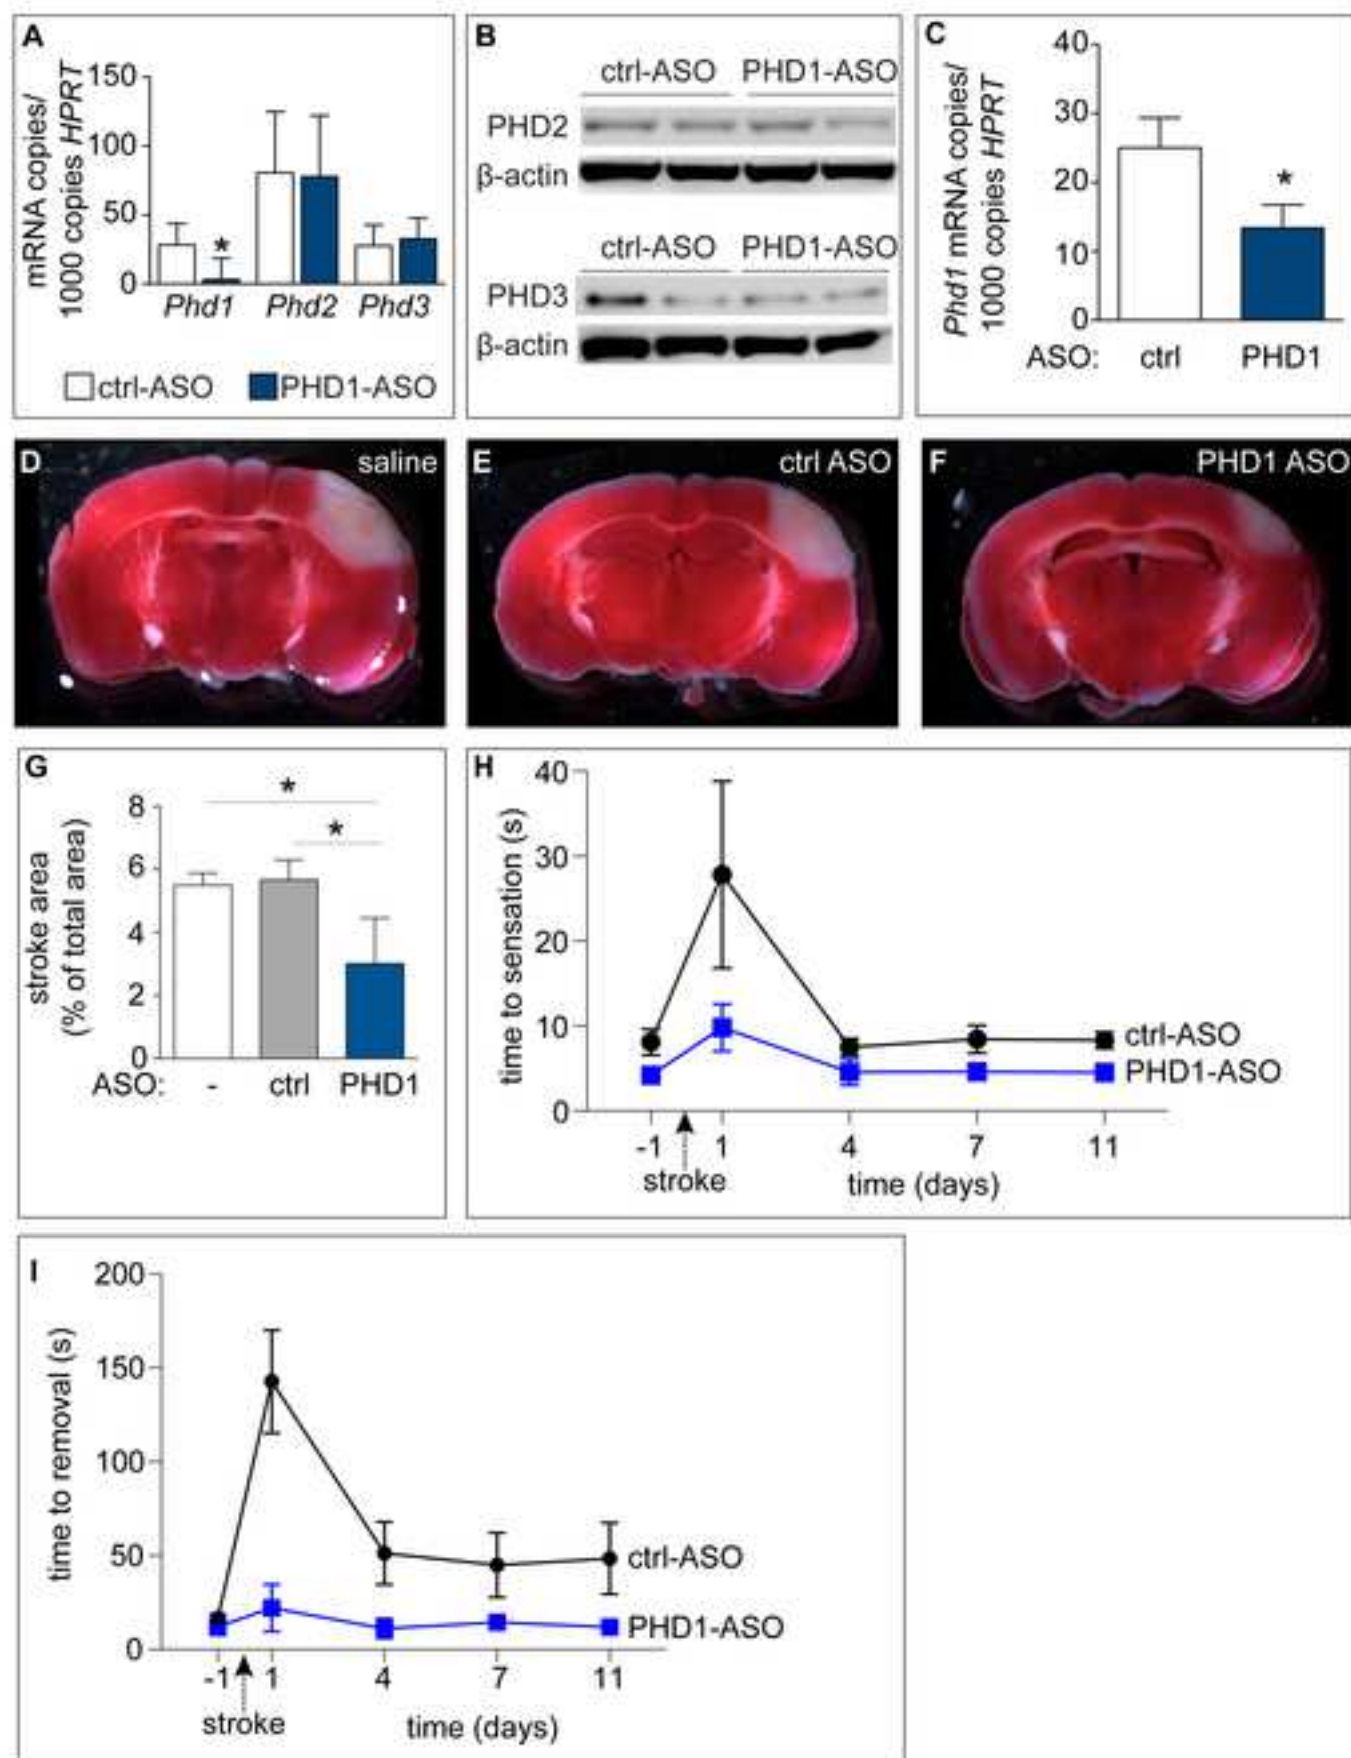 A
mRNA copies/
1000 copies HPRT
150
100
50
0
*
Phd1 Phd2 Phd3
ctrl-ASO PHD1-ASO
B
ctrl-ASO PHD1-ASO
PHD2
β-actin
ctrl-ASO PHD1-ASO
PHD3
β-actin
C
Phd1 mRNA copies/
1000 copies HPRT
40
30
20
10
0
*
ASO: ctrl PHD1
D saline
E ctrl ASO
F PHD1 ASO
G
stroke area
(% of total area)
8
6
4
2
0
*
*
ASO: - ctrl PHD1
H
time to sensation (s)
40
30
20
10
0
ctrl-ASO
PHD1-ASO
-1 1 4 7 11
stroke time (days)
I
time to removal (s)
200
150
100
50
0
ctrl-ASO
PHD1-ASO
-1 1 4 7 11
stroke time (days)